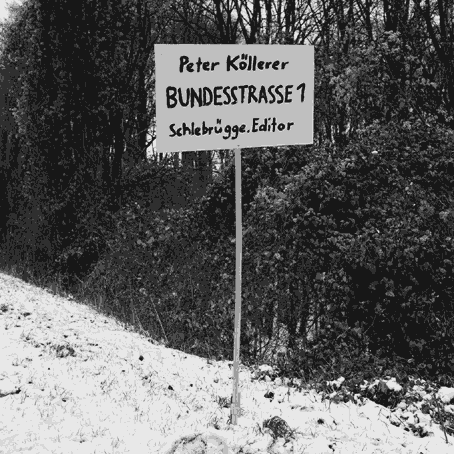 Peter Köllerer
BUNDESSTRASSE 1
Schlebrügge.Editor